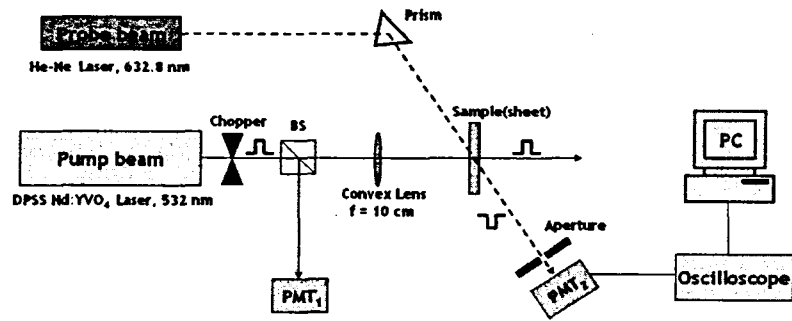 Prism
Probe beam
He-Ne Laser, 632.8 nm
Sample(sheet)
Chopper
BS
PC
Pump beam
Convex Lens
f = 10 cm
DPSS Nd:YVO4 Laser, 532 nm
Aperture
Oscilloscope
PMT1
PMT2